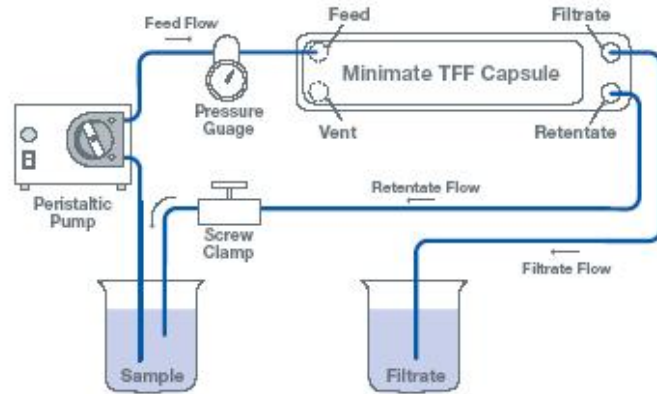 Feed Flow
Feed
Filtrate
Minimate TFF Capsule
Pressure
Guage
Vent
Retentate
Peristaltic
Pump
Retentate Flow
Screw
Clamp
Filtrate Flow
Sample
Filtrate